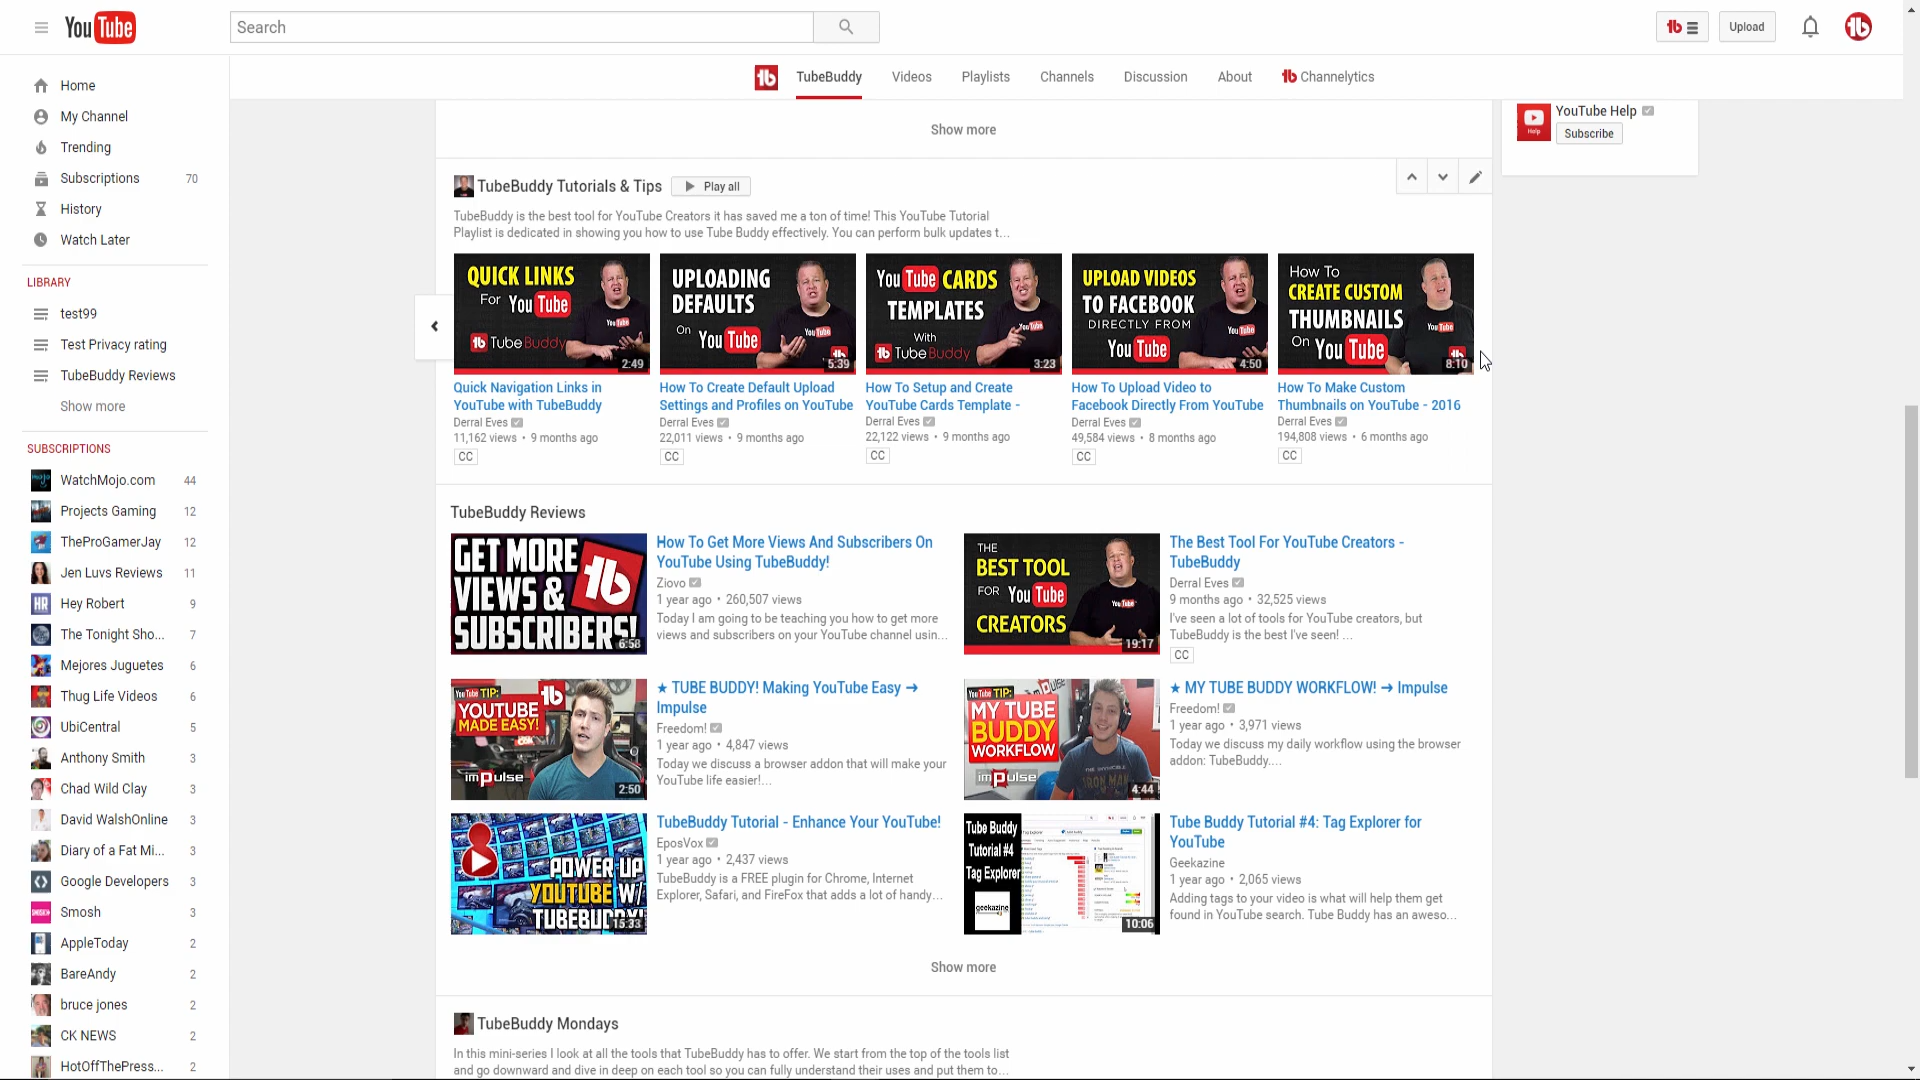 YouTube
Search
Upload
TubeBuddy
Videos
Playlists
Channels
Discussion
About
Channelytics
Home
My Channel
Trending
Subscriptions 70
History
Watch Later
LIBRARY
test99
Test Privacy rating
TubeBuddy Reviews
Show more
SUBSCRIPTIONS
WatchMojo.com 44
Projects Gaming 12
TheProGamerJay 12
Jen Luvs Reviews 11
Hey Robert 9
The Tonight Sho... 7
Mejores Juguetes 6
Thug Life Videos 6
UbiCentral 5
Anthony Smith 3
Chad Wild Clay 3
David WalshOnline 3
Diary of a Fat Mi... 3
Google Developers 3
Smosh 3
AppleToday 2
BareAndy 2
bruce jones 2
CK NEWS 2
HotOffThePress... 2
Show more
YouTube Help
Subscribe
TubeBuddy Tutorials & Tips
Play all
TubeBuddy is the best tool for YouTube Creators it has saved me a ton of time! This YouTube Tutorial
Playlist is dedicated in showing you how to use Tube Buddy effectively. You can perform bulk updates t...
QUICK LINKS
For YouTube
TubeBuddy
2:49
Quick Navigation Links in
YouTube with TubeBuddy
Derral Eves
11,162 views • 9 months ago
CC
UPLOADING
DEFAULTS
On
YouTube
5:39
How To Create Default Upload
Settings and Profiles on YouTube
Derral Eves
22,011 views • 9 months ago
CC
YouTube CARDS
TEMPLATES
With
TubeBuddy
3:23
How To Setup and Create
YouTube Cards Template -
Derral Eves
22,122 views • 9 months ago
CC
UPLOAD VIDEOS
TO FACEBOOK
DIRECTLY FROM
YouTube
4:50
How To Upload Video to
Facebook Directly From YouTube
Derral Eves
49,584 views • 8 months ago
CC
How To
CREATE CUSTOM
THUMBNAILS
On YouTube
8:10
How To Make Custom
Thumbnails on YouTube - 2016
Derral Eves
194,808 views • 6 months ago
CC
TubeBuddy Reviews
GET MORE
VIEWS &
SUBSCRIBERS!
6:58
How To Get More Views And Subscribers On
YouTube Using TubeBuddy!
Ziovo
1 year ago • 260,507 views
Today I am going to be teaching you how to get more
views and subscribers on your YouTube channel usin...
THE
BEST TOOL
FOR YouTube
CREATORS
19:17
The Best Tool For YouTube Creators -
TubeBuddy
Derral Eves
9 months ago • 32,525 views
I've seen a lot of tools for YouTube creators, but
TubeBuddy is the best I've seen! ...
CC
YouTube TIP:
YOUTUBE
MADE EASY!
impulse
2:50
★ TUBE BUDDY! Making YouTube Easy →
Impulse
Freedom!
1 year ago • 4,847 views
Today we discuss a browser addon that will make your
YouTube life easier!...
YouTube TIP:
MY TUBE
BUDDY
WORKFLOW!
impulse
4:44
★ MY TUBE BUDDY WORKFLOW! → Impulse
Freedom!
1 year ago • 3,971 views
Today we discuss my daily workflow using the browser
addon: TubeBuddy....
POWER UP
YOUTUBE W/
TUBEBUDDY!
15:33
TubeBuddy Tutorial - Enhance Your YouTube!
EposVox
1 year ago • 2,437 views
TubeBuddy is a FREE plugin for Chrome, Internet
Explorer, Safari, and FireFox that adds a lot of handy...
Tube Buddy
Tutorial #4
Tag Explorer
geekazine
10:06
Tube Buddy Tutorial #4: Tag Explorer for
YouTube
Geekazine
1 year ago • 2,065 views
Adding tags to your video is what will help them get
found in YouTube search. Tube Buddy has an aweso...
Show more
TubeBuddy Mondays
In this mini-series I look at all the tools that TubeBuddy has to offer. We start from the top of the tools list
and go downward and dive in deep on each tool so you can fully understand their uses and put them to...